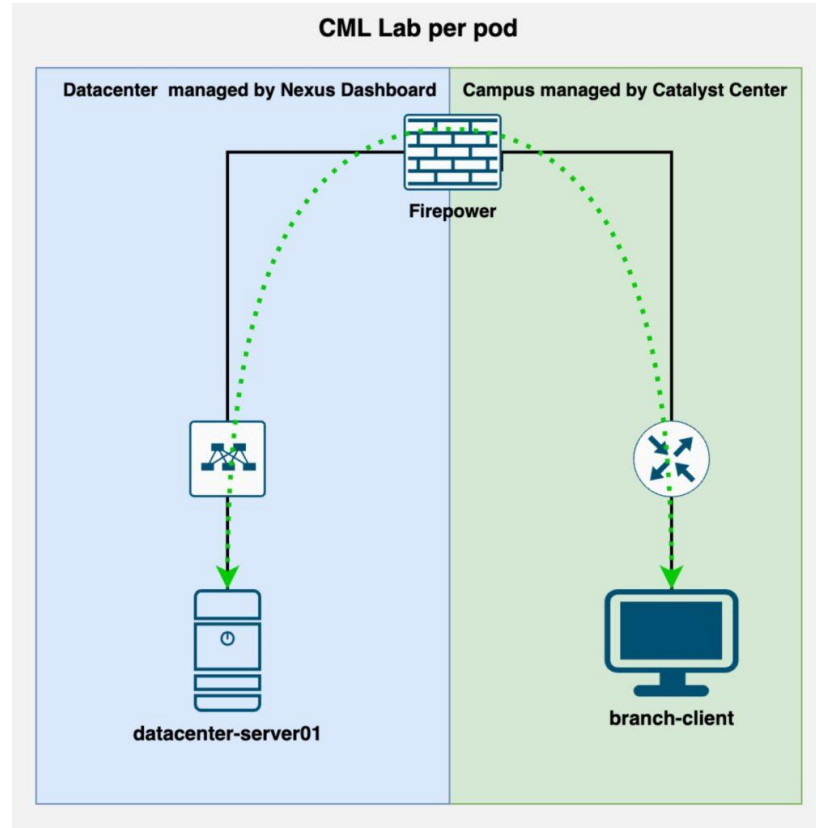 CML Lab per pod
Datacenter managed by Nexus Dashboard
Campus managed by Catalyst Center
Firepower
datacenter-server01
branch-client